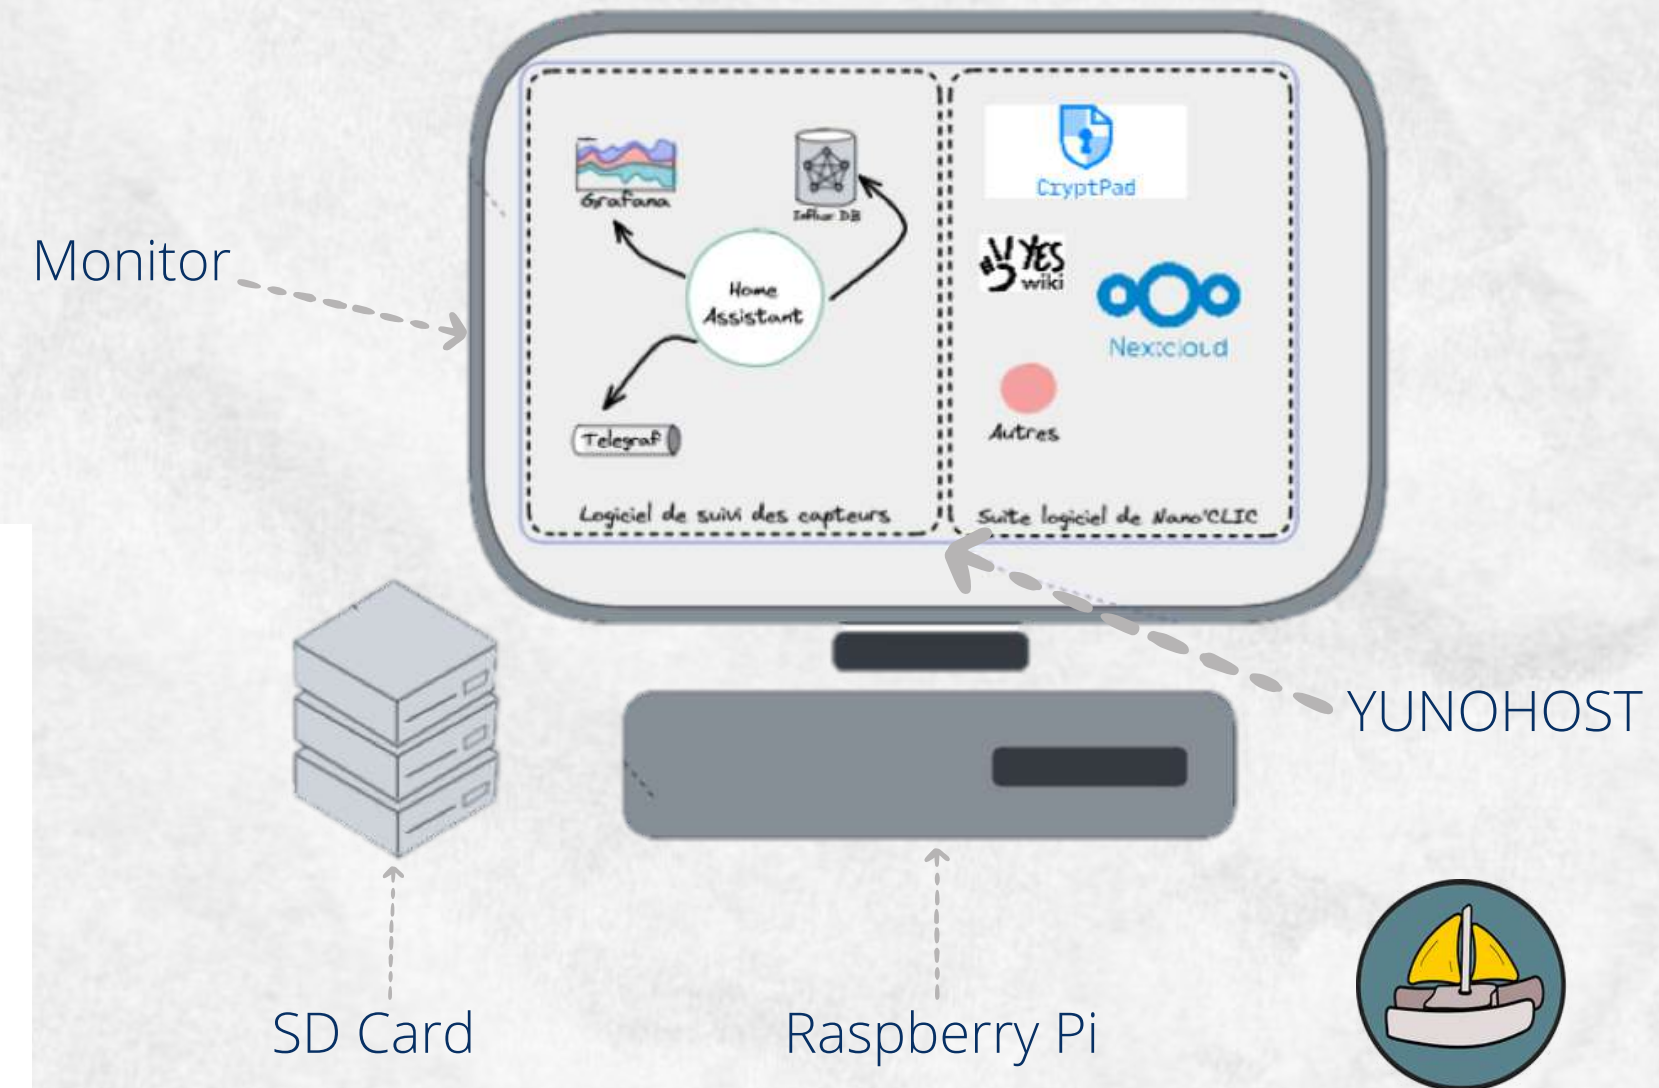 Monitor
Grafana
Influx DB
Home
Assistant
Telegraf
Logiciel de suivi des capteurs
CryptPad
YES
wiki
Nextcloud
Autres
Suite logiciel de Nano'CLIC
YUNOHOST
SD Card
Raspberry Pi